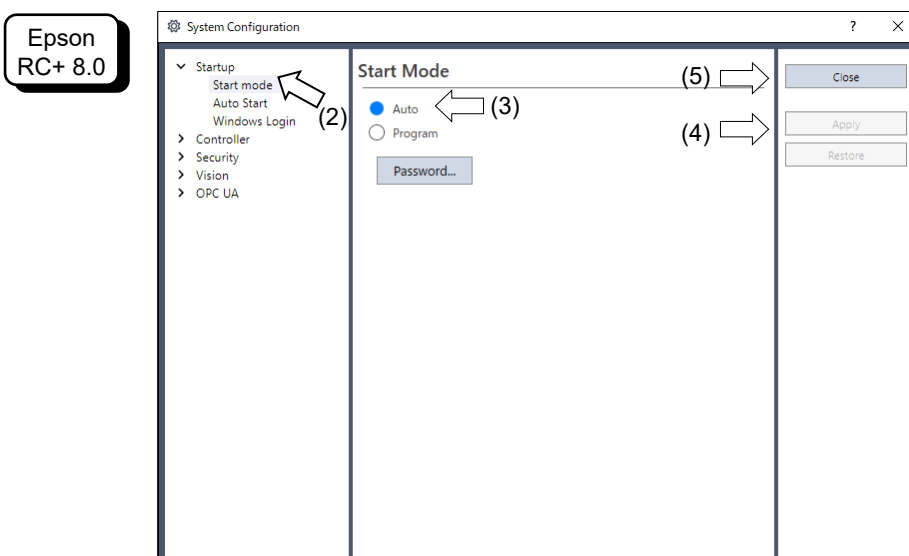 Epson
RC+ 8.0
System Configuration
?
Startup
Start mode
Auto Start
Windows Login
Controller
Security
Vision
OPC UA
(2)
Start Mode
Auto
(3)
Program
Password...
(5)
Close
(4)
Apply
Restore